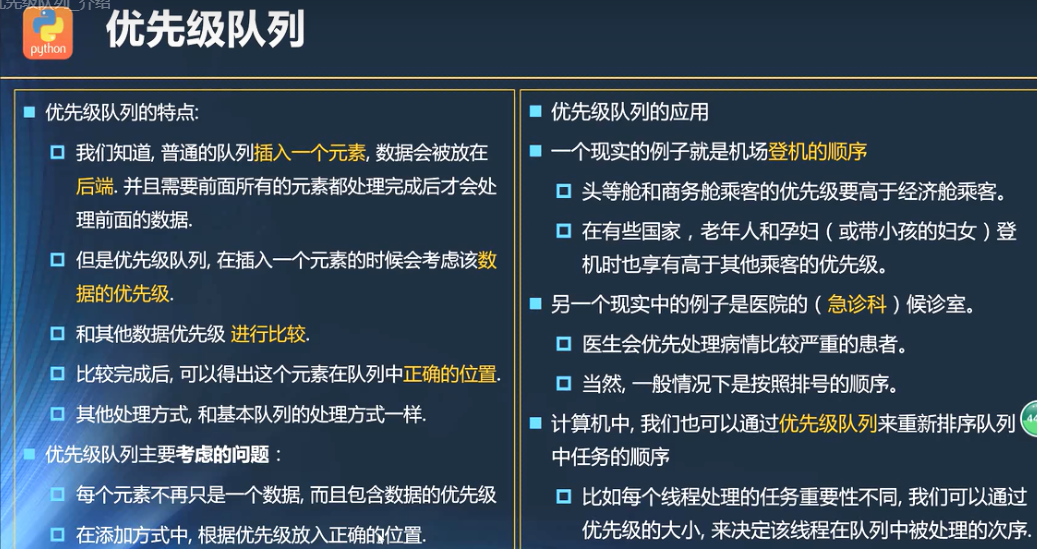 优先级队列_介绍
python
优先级队列
优先级队列的特点:
我们知道, 普通的队列插入一个元素, 数据会被放在
后端. 并且需要前面所有的元素都处理完成后才会处
理前面的数据.
但是优先级队列, 在插入一个元素的时候会考虑该数
据的优先级.
和其他数据优先级 进行比较.
比较完成后, 可以得出这个元素在队列中正确的位置.
其他处理方式, 和基本队列的处理方式一样.
优先级队列主要考虑的问题：
每个元素不再只是一个数据, 而且包含数据的优先级
在添加方式中, 根据优先级放入正确的位置.
优先级队列的应用
一个现实的例子就是机场登机的顺序
头等舱和商务舱乘客的优先级要高于经济舱乘客。
在有些国家，老年人和孕妇（或带小孩的妇女）登
机时也享有高于其他乘客的优先级。
另一个现实中的例子是医院的（急诊科）候诊室。
医生会优先处理病情比较严重的患者。
当然, 一般情况下是按照排号的顺序。
计算机中, 我们也可以通过优先级队列来重新排序队列
中任务的顺序
比如每个线程处理的任务重要性不同, 我们可以通过
优先级的大小, 来决定该线程在队列中被处理的次序.
44